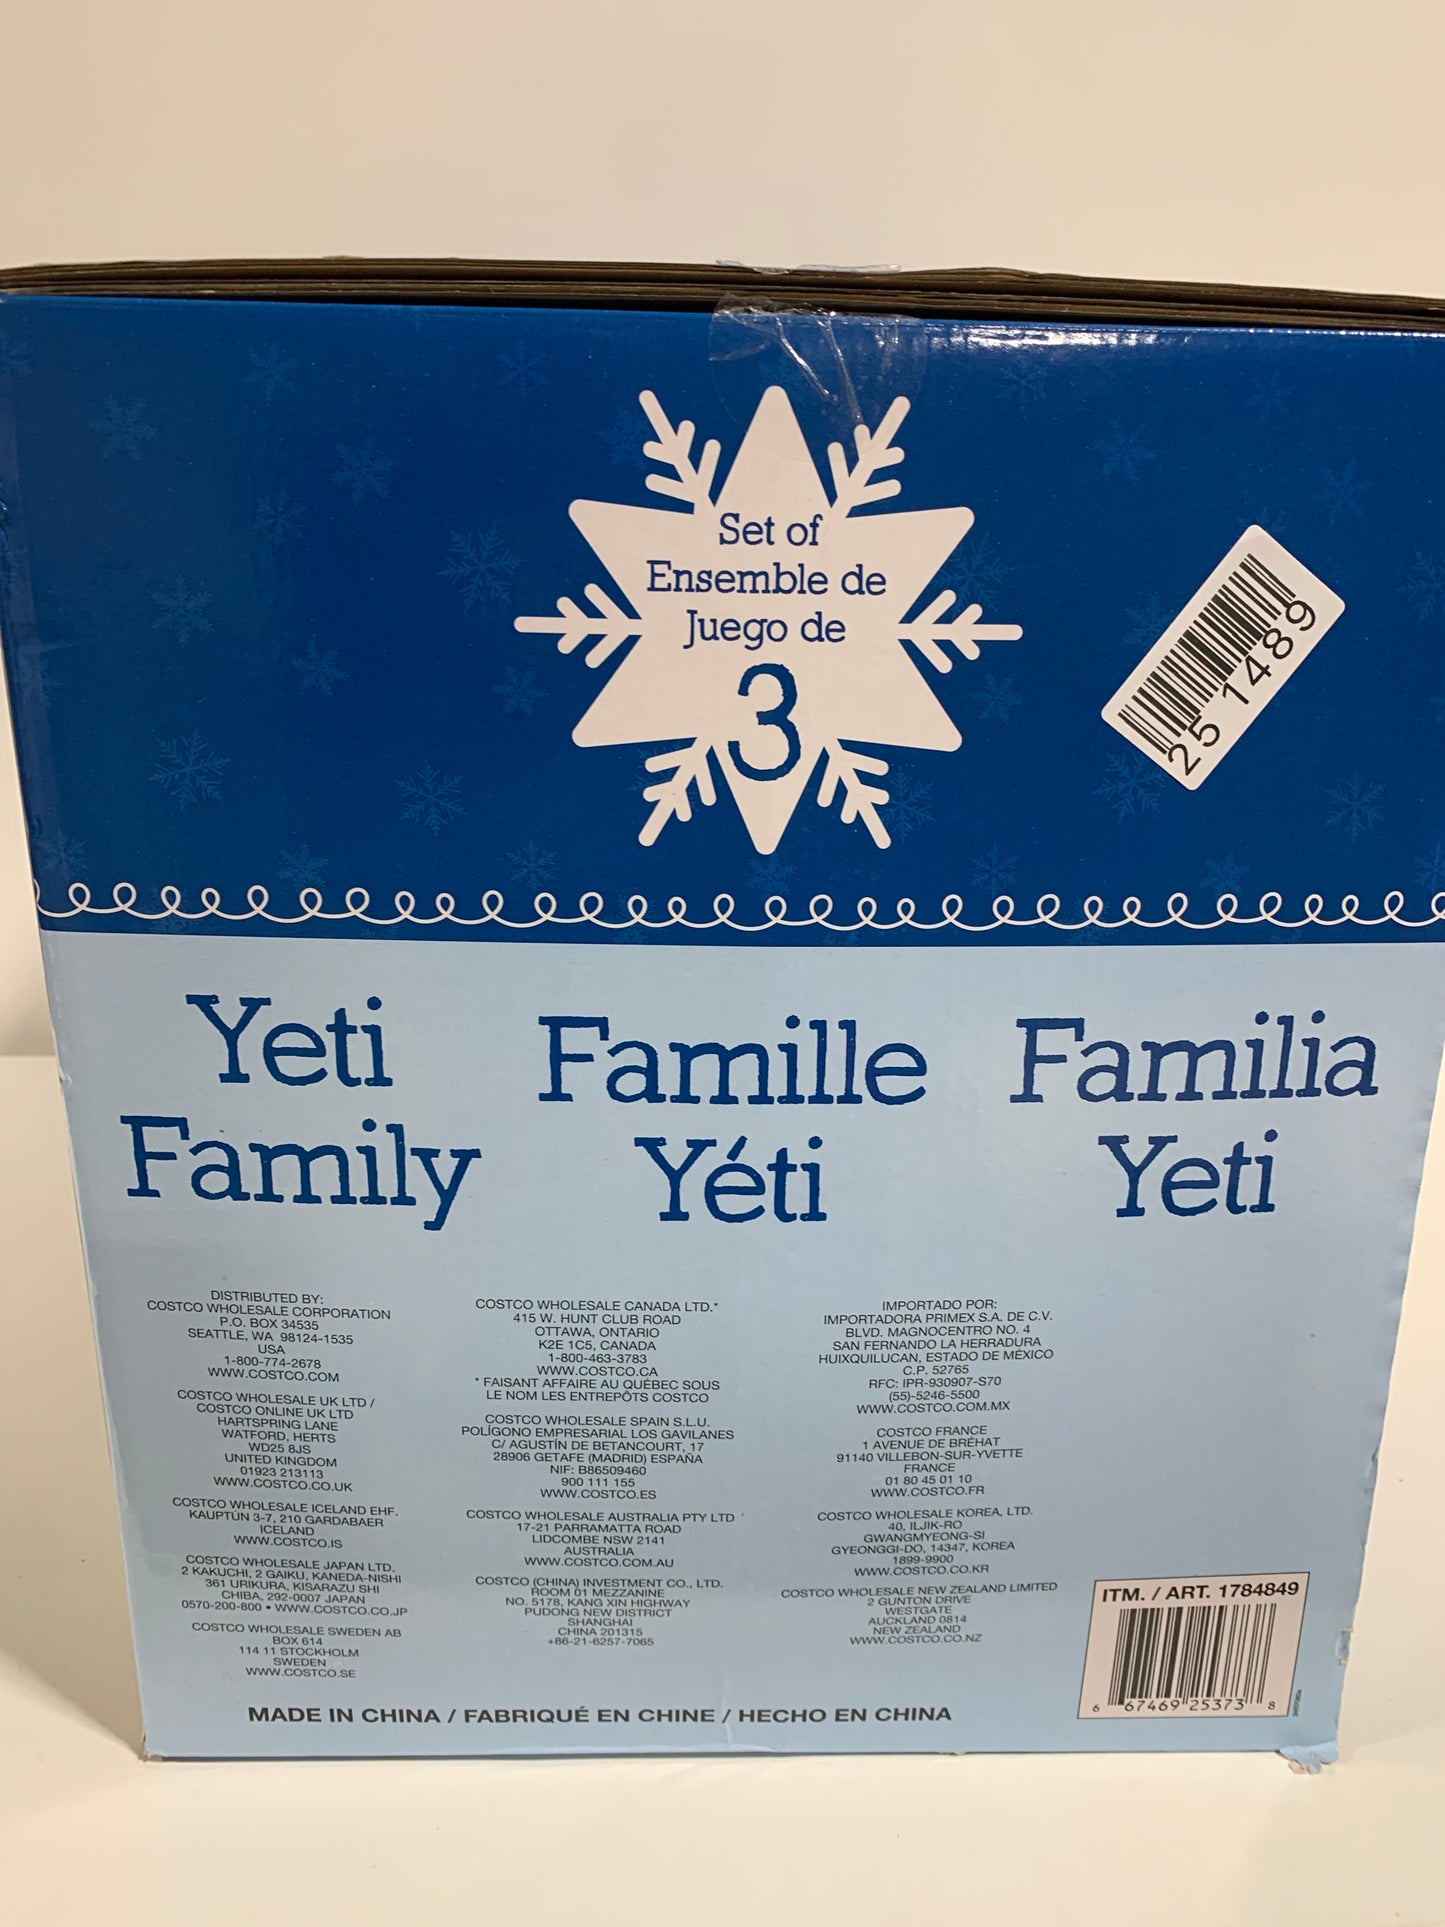 Set of
Ensemble de
Juego de
3
251489
Yeti
Family
Famille
Yéti
Familia
Yeti
DISTRIBUTED BY:
COSTCO WHOLESALE CORPORATION
P.O. BOX 34535
SEATTLE, WA 98124-1535
USA
1-800-774-2678
WWW.COSTCO.COM
COSTCO WHOLESALE UK LTD /
COSTCO ONLINE UK LTD
HARTSPRING LANE
WATFORD, HERTS
WD25 8JS
UNITED KINGDOM
01923 213113
WWW.COSTCO.CO.UK
COSTCO WHOLESALE ICELAND EHF.
KAUPTÚN 3-7, 210 GARDABAER
ICELAND
WWW.COSTCO.IS
COSTCO WHOLESALE JAPAN LTD.
2 KAKUCHI, 2 GAIKU, KANEDA-NISHI
361 URIKURA, KISARAZU SHI
CHIBA, 292-0007 JAPAN
0570-200-800 • WWW.COSTCO.CO.JP
COSTCO WHOLESALE SWEDEN AB
BOX 614
114 11 STOCKHOLM
SWEDEN
WWW.COSTCO.SE
COSTCO WHOLESALE CANADA LTD.*
415 W. HUNT CLUB ROAD
OTTAWA, ONTARIO
K2E 1C5, CANADA
1-800-463-3783
WWW.COSTCO.CA
* FAISANT AFFAIRE AU QUÉBEC SOUS
LE NOM LES ENTREPÔTS COSTCO
COSTCO WHOLESALE SPAIN S.L.U.
POLÍGONO EMPRESARIAL LOS GAVILANES
C/ AGUSTÍN DE BETANCOURT, 17
28906 GETAFE (MADRID) ESPAÑA
NIF: B86509460
900 111 155
WWW.COSTCO.ES
COSTCO WHOLESALE AUSTRALIA PTY LTD
17-21 PARRAMATTA ROAD
LIDCOMBE NSW 2141
AUSTRALIA
WWW.COSTCO.COM.AU
COSTCO (CHINA) INVESTMENT CO., LTD.
ROOM 01 MEZZANINE
NO. 5178, KANG XIN HIGHWAY
PUDONG NEW DISTRICT
SHANGHAI
CHINA 201315
+86-21-6257-7065
IMPORTADO POR:
IMPORTADORA PRIMEX S.A. DE C.V.
BLVD. MAGNOCENTRO NO. 4
SAN FERNANDO LA HERRADURA
HUIXQUILUCAN, ESTADO DE MÉXICO
C.P. 52765
RFC: IPR-930907-S70
(55)-5246-5500
WWW.COSTCO.COM.MX
COSTCO FRANCE
1 AVENUE DE BRÉHAT
91140 VILLEBON-SUR-YVETTE
FRANCE
01 80 45 01 10
WWW.COSTCO.FR
COSTCO WHOLESALE KOREA, LTD.
40, ILJIK-RO
GWANGMYEONG-SI
GYEONGGI-DO, 14347, KOREA
1899-9900
WWW.COSTCO.CO.KR
COSTCO WHOLESALE NEW ZEALAND LIMITED
2 GUNTON DRIVE
WESTGATE
AUCKLAND 0814
NEW ZEALAND
WWW.COSTCO.CO.NZ
ITM. / ART. 1784849
6 67469 25373 8
MADE IN CHINA / FABRIQUÉ EN CHINE / HECHO EN CHINA